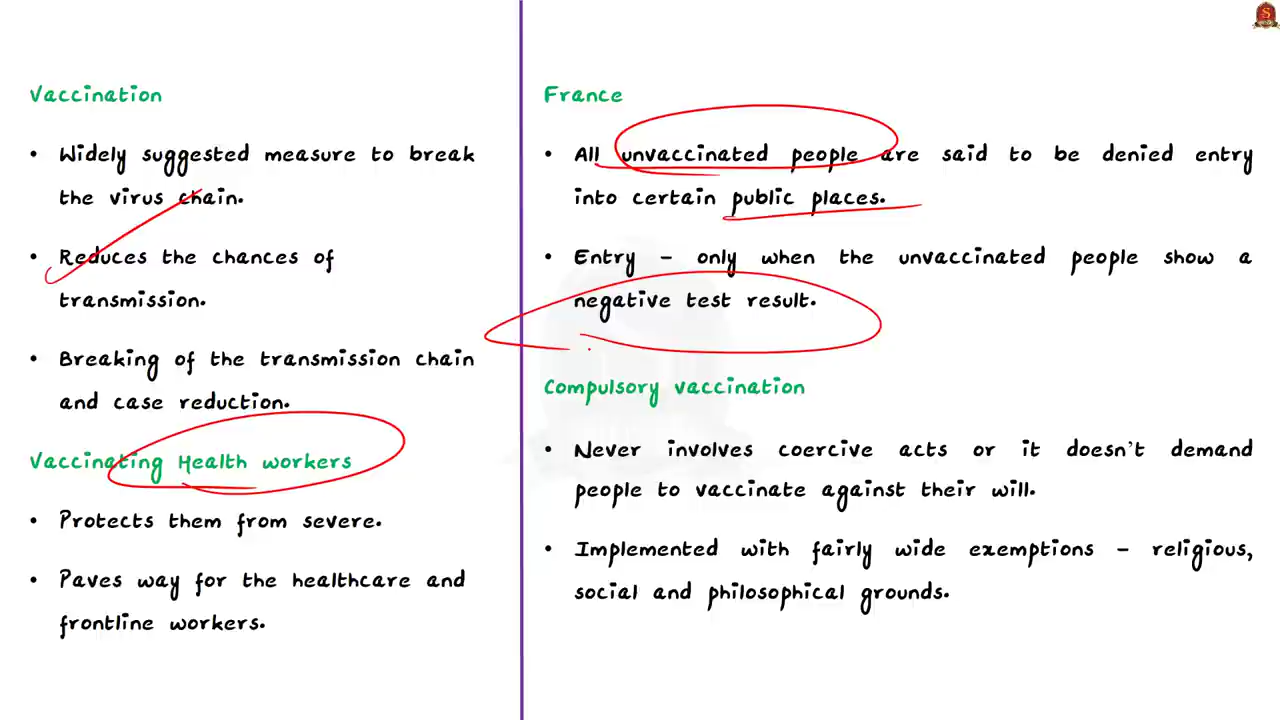 Vaccination
• Widely suggested measure to break
the virus chain.
• Reduces the chances of
transmission.
• Breaking of the transmission chain
and case reduction.
Vaccinating Health workers
• Protects them from severe.
• Paves way for the healthcare and
frontline workers.
France
• All unvaccinated people are said to be denied entry
into certain public places.
• Entry – only when the unvaccinated people show a
negative test result.
Compulsory vaccination
• Never involves coercive acts or it doesn't demand
people to vaccinate against their will.
• Implemented with fairly wide exemptions – religious,
social and philosophical grounds.